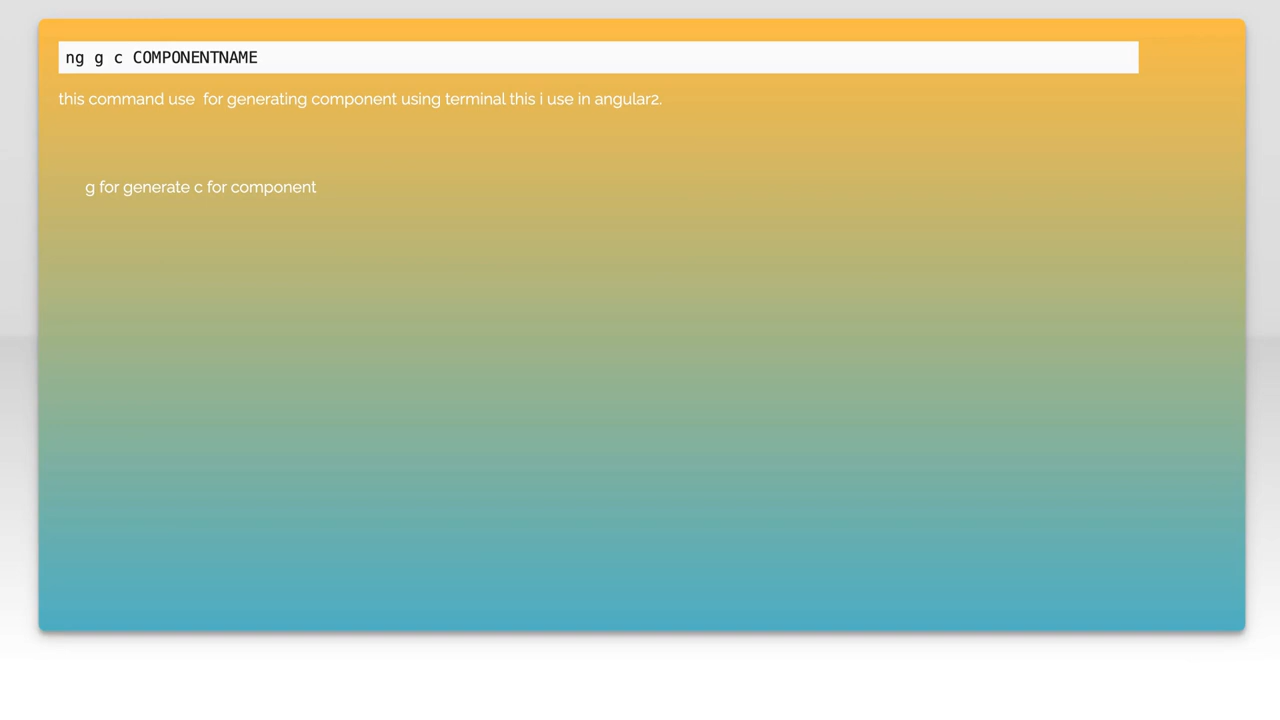 ng g c COMPONENTNAME
this command use  for generating component using terminal this i use in angular2.
g for generate c for component